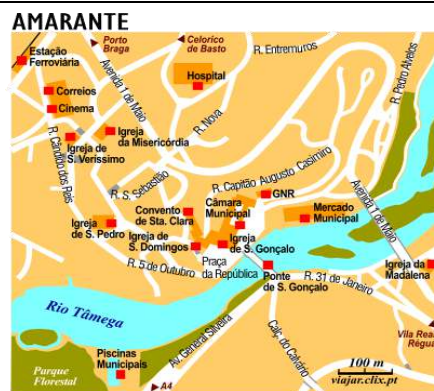 AMARANTE
Porto
Braga
Celorico
de Basto
Estação
Ferroviária
Avenida 1 de Maio
R. Entremuros
R. Pedro Alvelos
Hospital
Correios
Cinema
R. Nova
Igreja
da Misericórdia
Igreja de
S. Veríssimo
R. Cândido dos Reis
R. S. Sebastião
R. Capitão Augusto Casimiro
Avenida 1 de Maio
GNR
Convento
de Sta. Clara
Câmara
Municipal
Mercado
Municipal
Igreja
de S. Pedro
Igreja de
S. Domingos
Igreja
de S. Gonçalo
R. 5 de Outubro
Praça
da República
Ponte
de S. Gonçalo
R. 31 de Janeiro
Igreja da
Madalena
Rio Tâmega
Av. General Silveira
Calç. do Calvário
Vila Real
Régua
Parque
Florestal
Piscinas
Municipais
A4
100 m
viajar.clix.pt